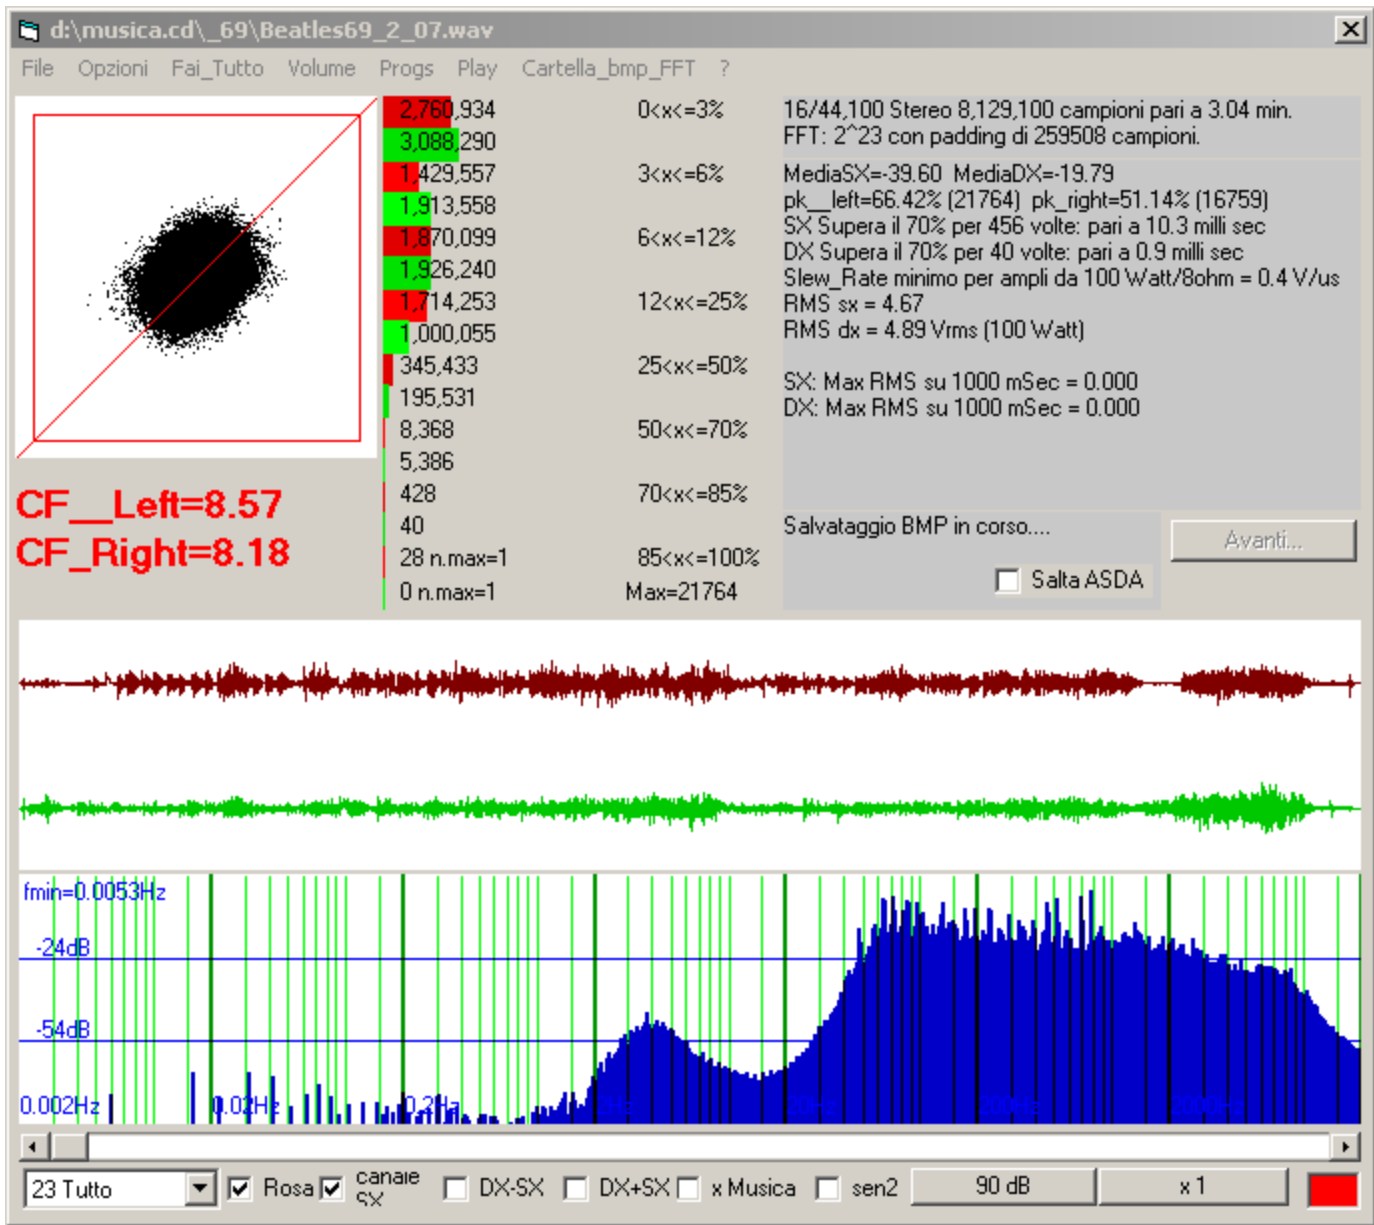 d:\musica.cd\_69\Beatles69_2_07.wav
File Opzioni Fai_Tutto Volume Progs Play Cartella_bmp_FFT ?
2,760,934 0<x<=3%
3,088,290
1,429,557 3<x<=6%
1,913,558
1,870,099 6<x<=12%
1,926,240
1,714,253 12<x<=25%
1,000,055
345,433 25<x<=50%
195,531
8,368 50<x<=70%
5,386
428 70<x<=85%
40
28 n.max=1 85<x<=100%
0 n.max=1 Max=21764
16/44,100 Stereo 8,129,100 campioni pari a 3.04 min.
FFT: 2^23 con padding di 259508 campioni.
MediaSX=-39.60 MediaDX=-19.79
pk__left=66.42% (21764) pk_right=51.14% (16759)
SX Supera il 70% per 456 volte: pari a 10.3 milli sec
DX Supera il 70% per 40 volte: pari a 0.9 milli sec
Slew_Rate minimo per ampli da 100 Watt/8ohm = 0.4 V/us
RMS sx = 4.67
RMS dx = 4.89 Vrms (100 Watt)
SX: Max RMS su 1000 mSec = 0.000
DX: Max RMS su 1000 mSec = 0.000
CF__Left=8.57
CF_Right=8.18
Salvataggio BMP in corso....
Avanti...
Salta ASDA
fmin=0.0053Hz
-24dB
-54dB
0.002Hz 0.02Hz 0.2Hz 2Hz 20Hz 200Hz 2000Hz
23 Tutto Rosa canale SX DX-SX DX+SX x Musica sen2 90 dB x 1